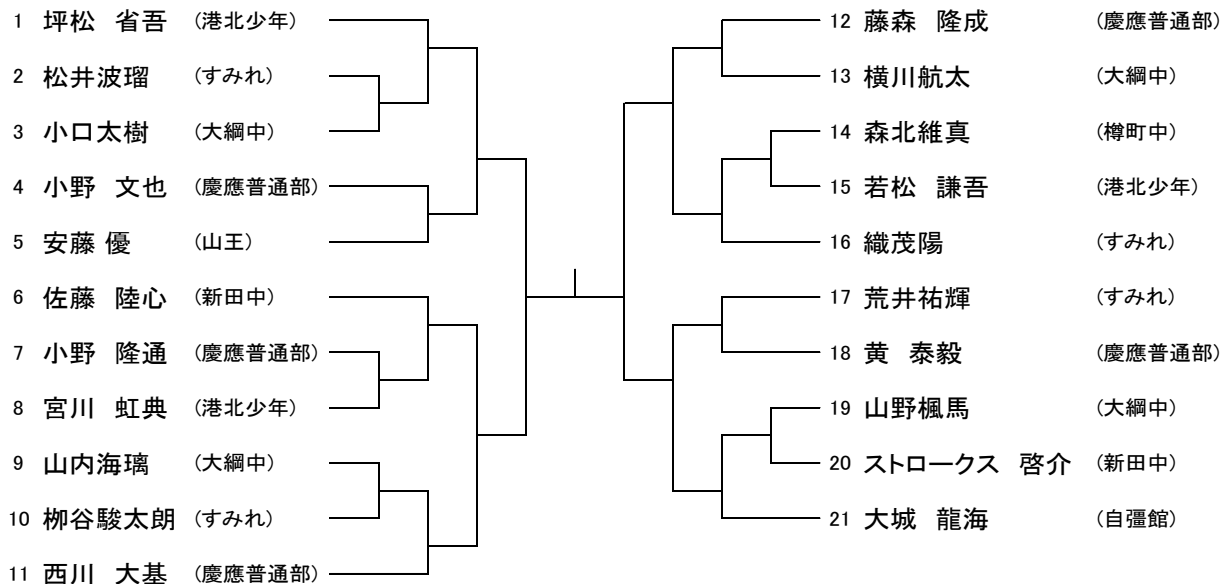 1 坪松 省吾 (港北少年)
2 松井波瑠 (すみれ)
3 小口太樹 (大綱中)
4 小野 文也 (慶應普通部)
5 安藤 優 (山王)
6 佐藤 陸心 (新田中)
7 小野 隆通 (慶應普通部)
8 宮川 虹典 (港北少年)
9 山内海璃 (大綱中)
10 栁谷駿太朗 (すみれ)
11 西川 大基 (慶應普通部)
12 藤森 隆成 (慶應普通部)
13 横川航太 (大綱中)
14 森北維真 (樽町中)
15 若松 謙吾 (港北少年)
16 織茂陽 (すみれ)
17 荒井祐輝 (すみれ)
18 黄 泰毅 (慶應普通部)
19 山野楓馬 (大綱中)
20 ストロークス 啓介 (新田中)
21 大城 龍海 (自彊館)